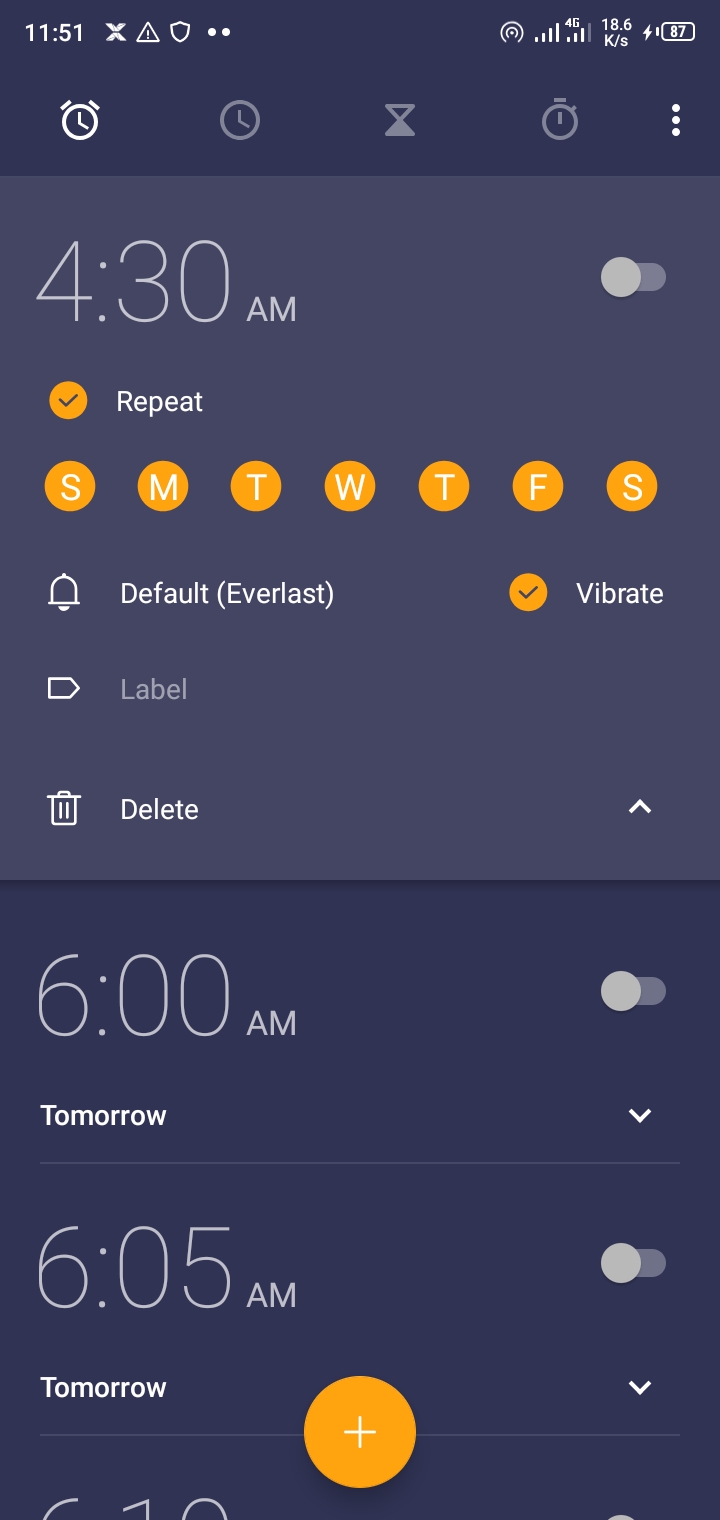 11:51 4G 18.6 K/s 87
4:30 AM
Repeat
S M T W T F S
Default (Everlast) Vibrate
Label
Delete
6:00 AM
Tomorrow
6:05 AM
Tomorrow